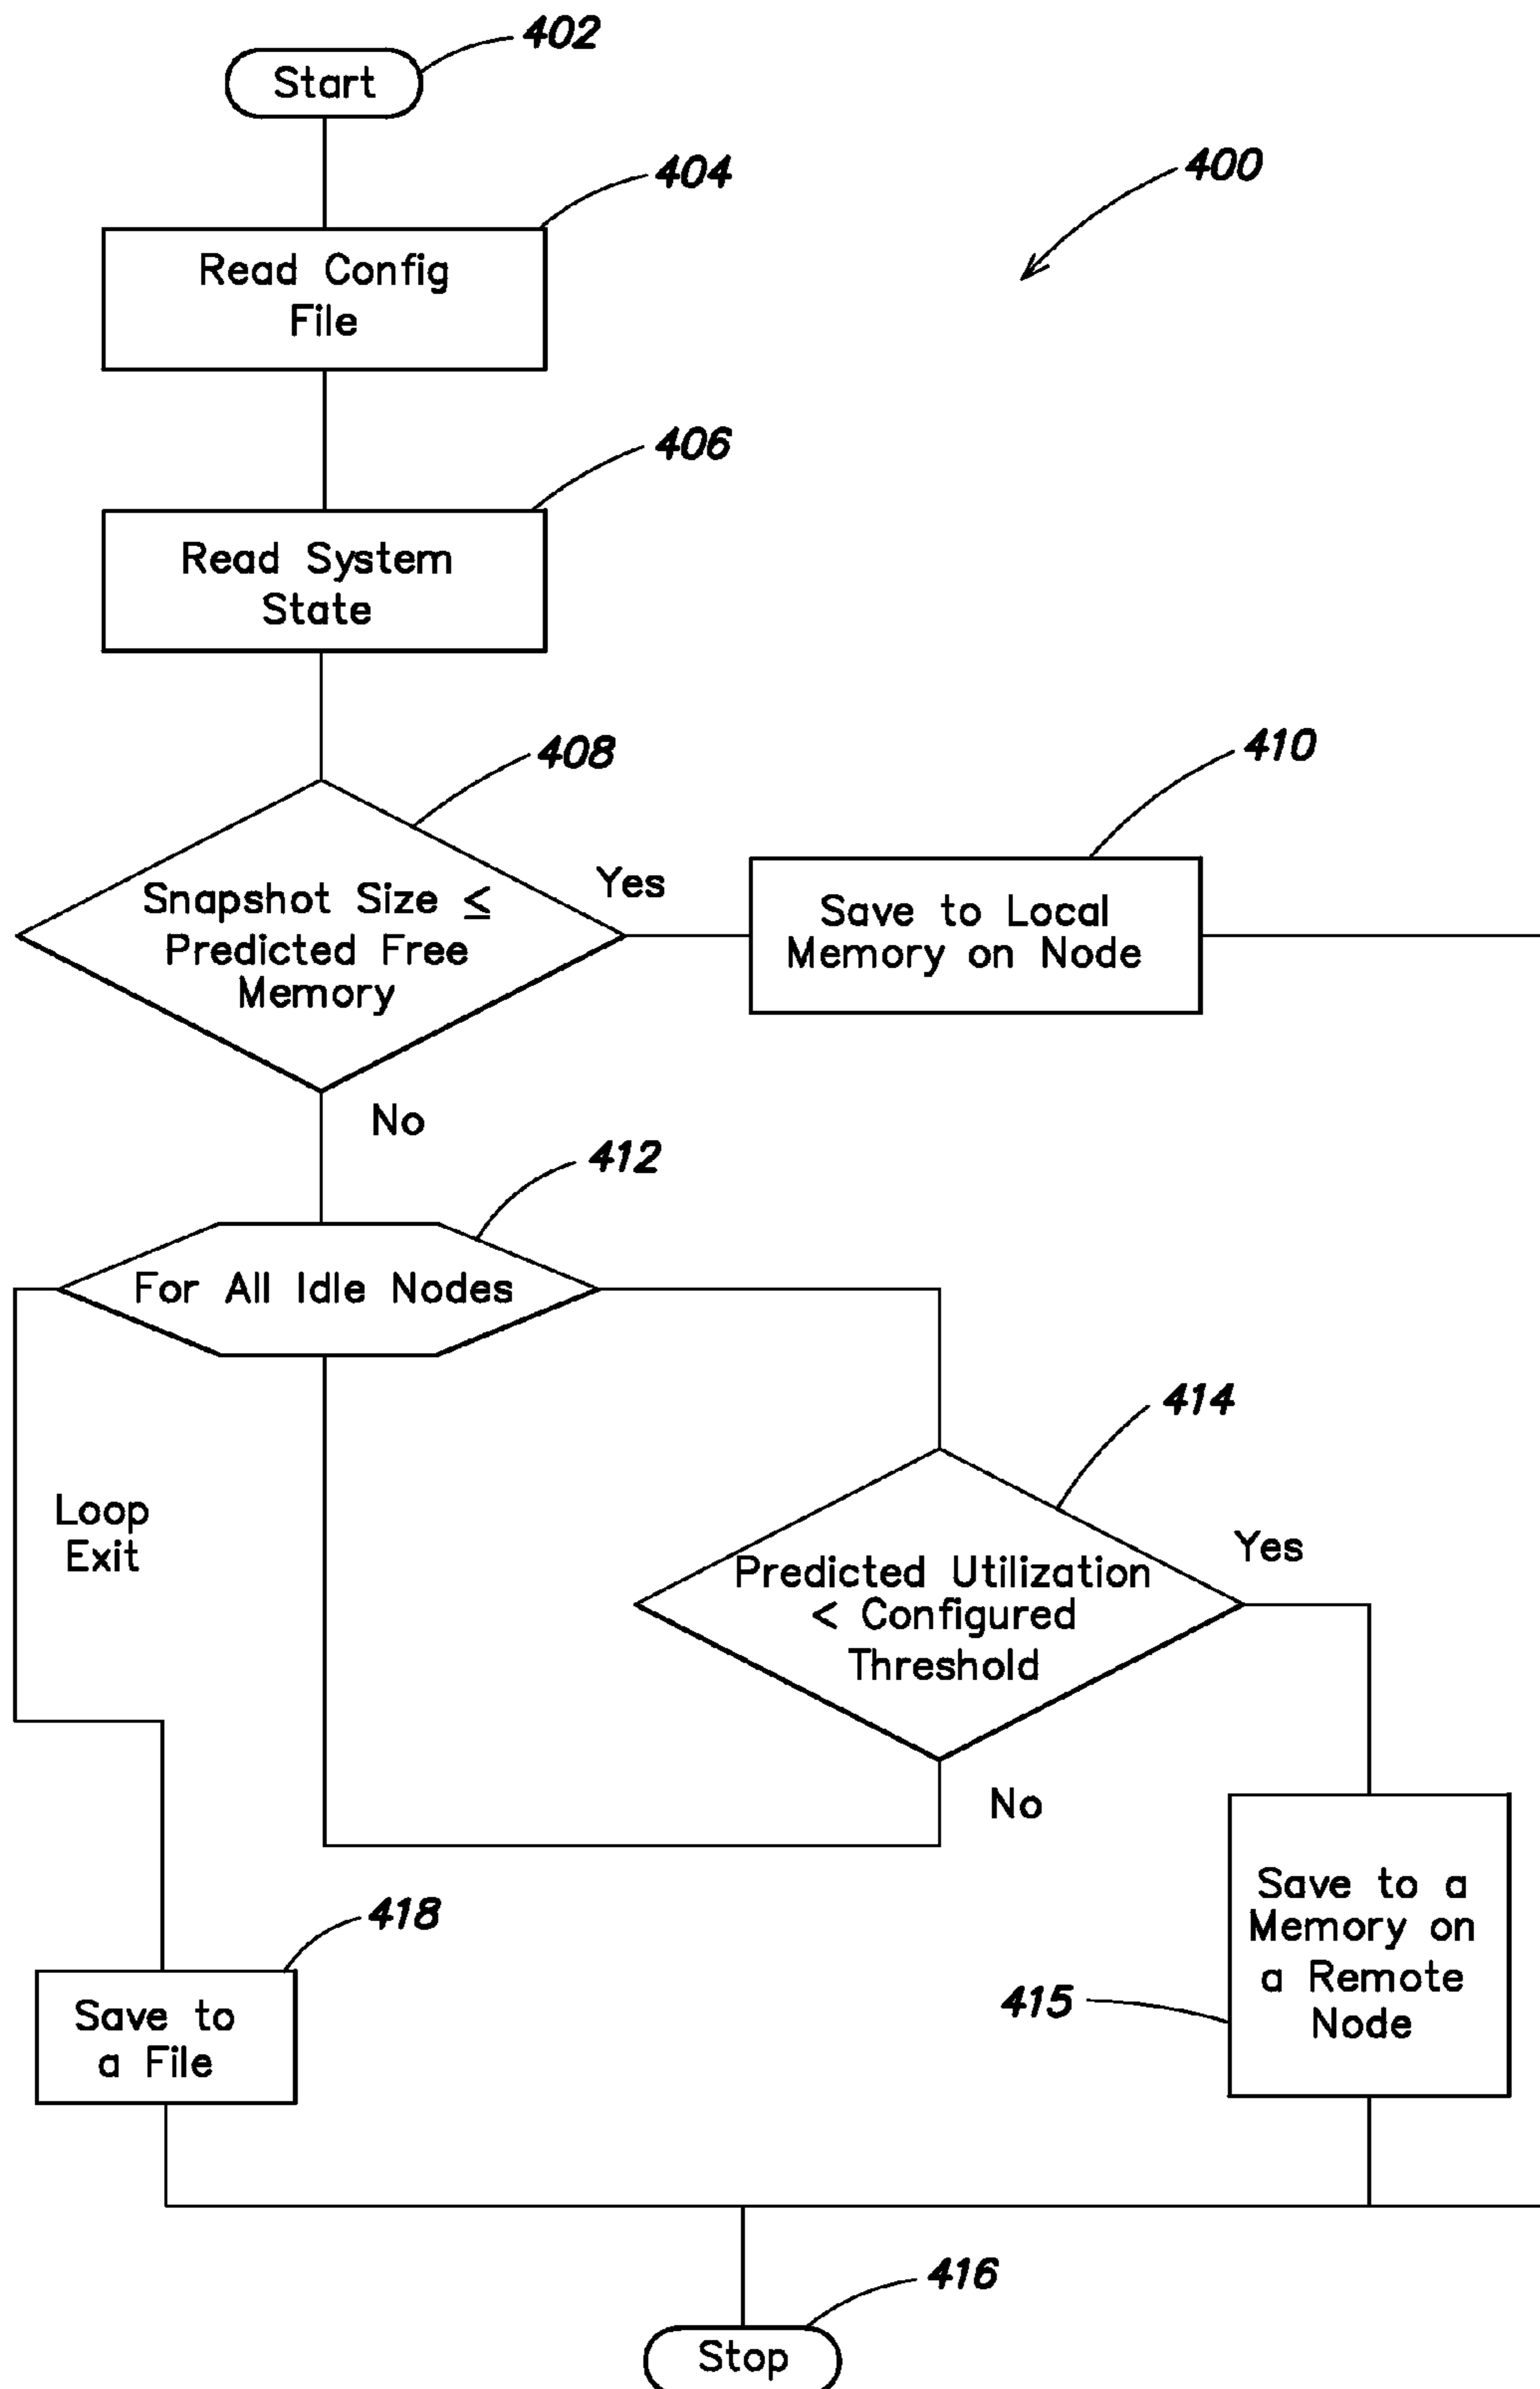 402
Start
404
400
Read Config
File
406
Read System
State
408
410
Snapshot Size ≤
Predicted Free
Memory
Yes
Save to Local
Memory on Node
No
412
For All Idle Nodes
414
Loop
Exit
Predicted Utilization
< Configured
Threshold
Yes
No
418
Save to
a File
415
Save to a
Memory on
a Remote
Node
416
Stop